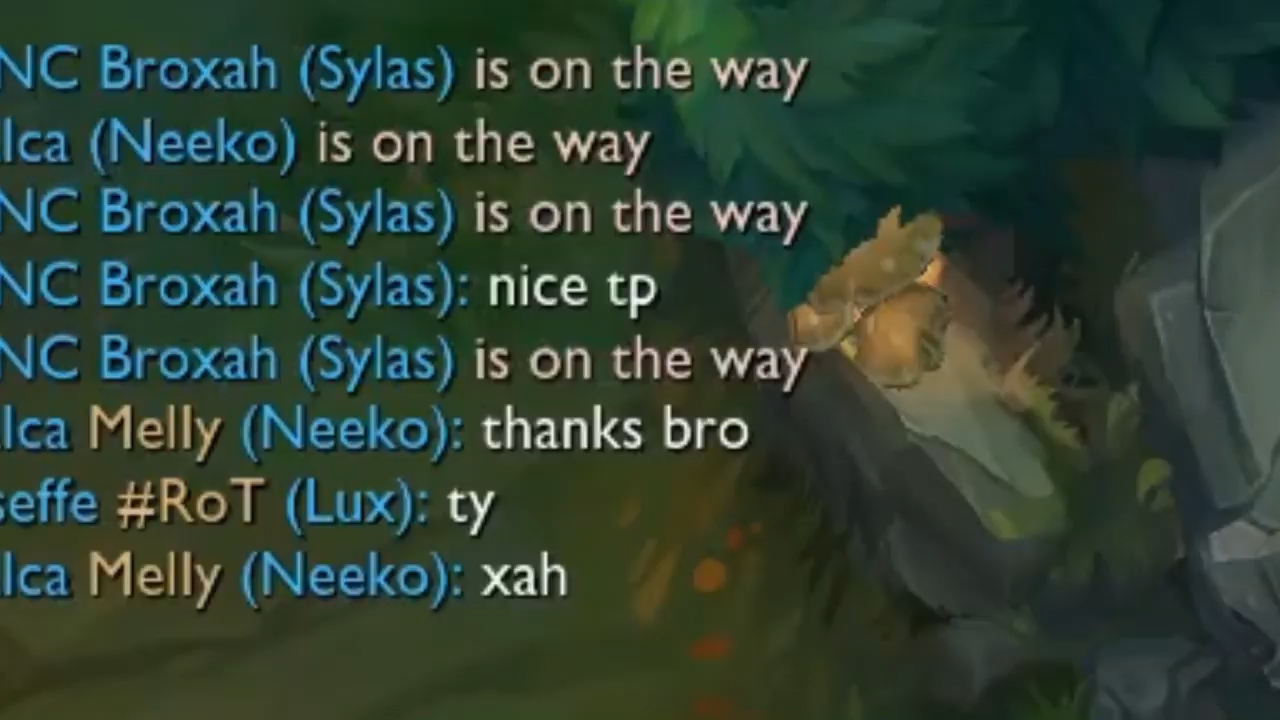 NC Broxah (Sylas) is on the way
lca (Neeko) is on the way
NC Broxah (Sylas) is on the way
NC Broxah (Sylas): nice tp
NC Broxah (Sylas) is on the way
lca Melly (Neeko): thanks bro
seffe #RoT (Lux): ty
lca Melly (Neeko): xah